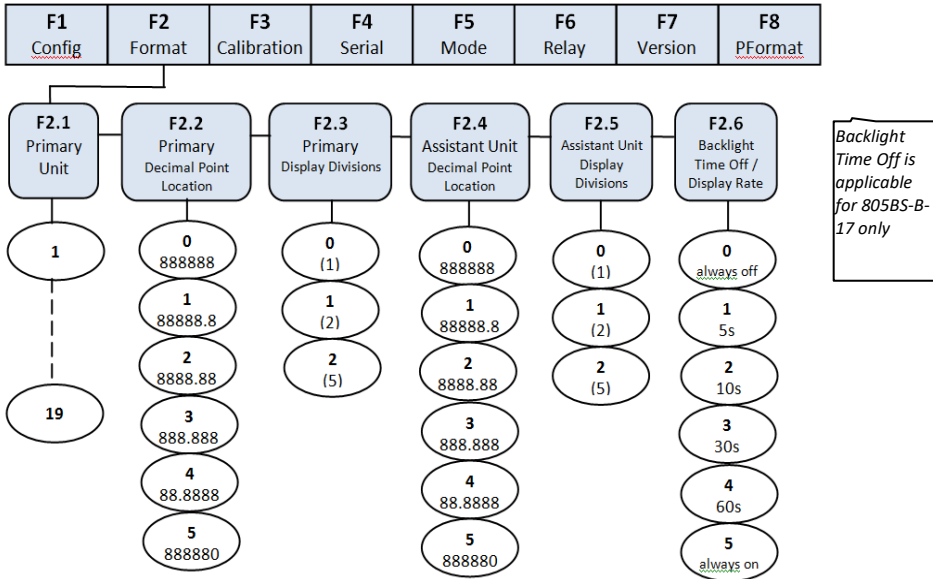 F1
Config
F2
Format
F3
Calibration
F4
Serial
F5
Mode
F6
Relay
F7
Version
F8
PFormat
F2.1
Primary
Unit
F2.2
Primary
Decimal Point
Location
F2.3
Primary
Display Divisions
F2.4
Assistant Unit
Decimal Point
Location
F2.5
Assistant Unit
Display
Divisions
F2.6
Backlight
Time Off /
Display Rate
Backlight
Time Off is
applicable
for 805BS-B-
17 only
1
19
0
888888
1
88888.8
2
8888.88
3
888.888
4
88.8888
5
888880
0
(1)
1
(2)
2
(5)
0
888888
1
88888.8
2
8888.88
3
888.888
4
88.8888
5
888880
0
(1)
1
(2)
2
(5)
0
always off
1
5s
2
10s
3
30s
4
60s
5
always on